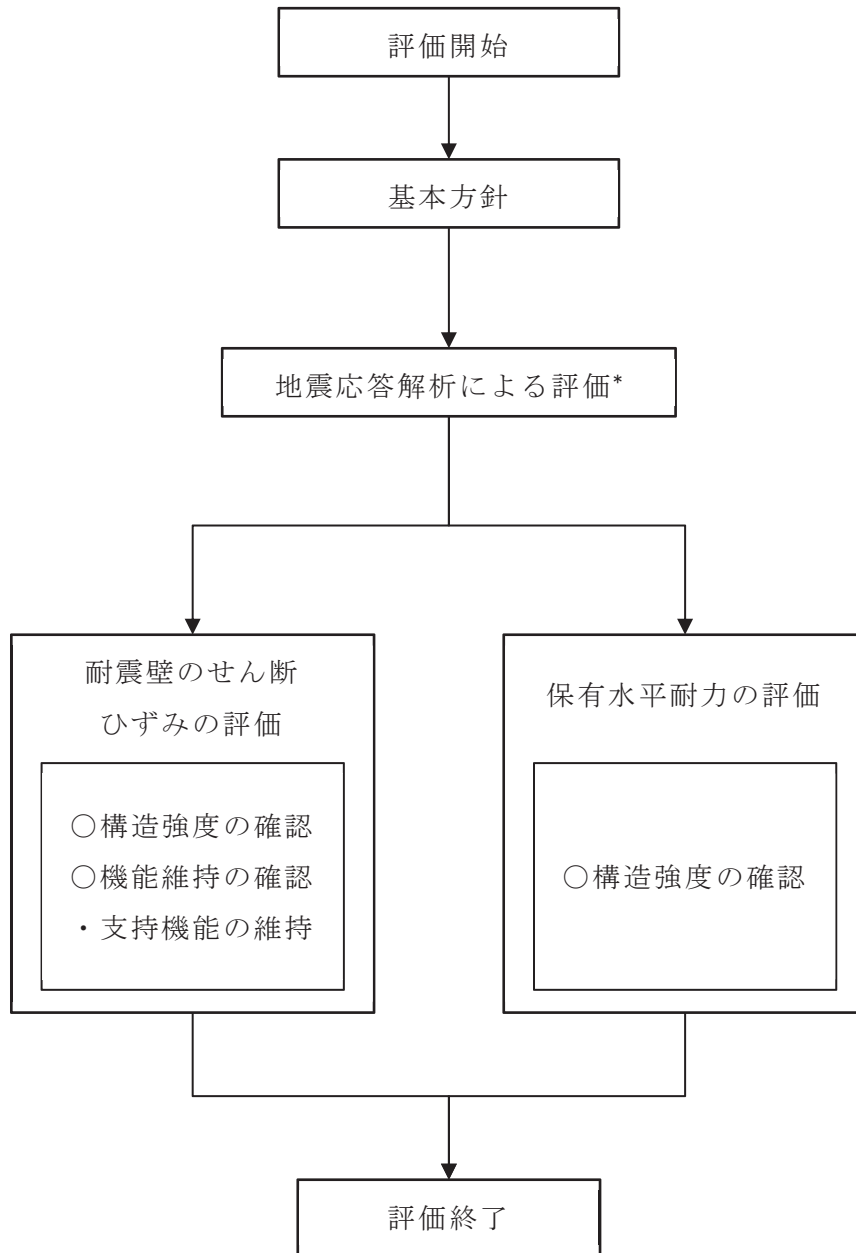 評価開始
基本方針
地震応答解析による評価*
耐震壁のせん断
ひずみの評価
○構造強度の確認
○機能維持の確認
・支持機能の維持
保有水平耐力の評価
○構造強度の確認
評価終了